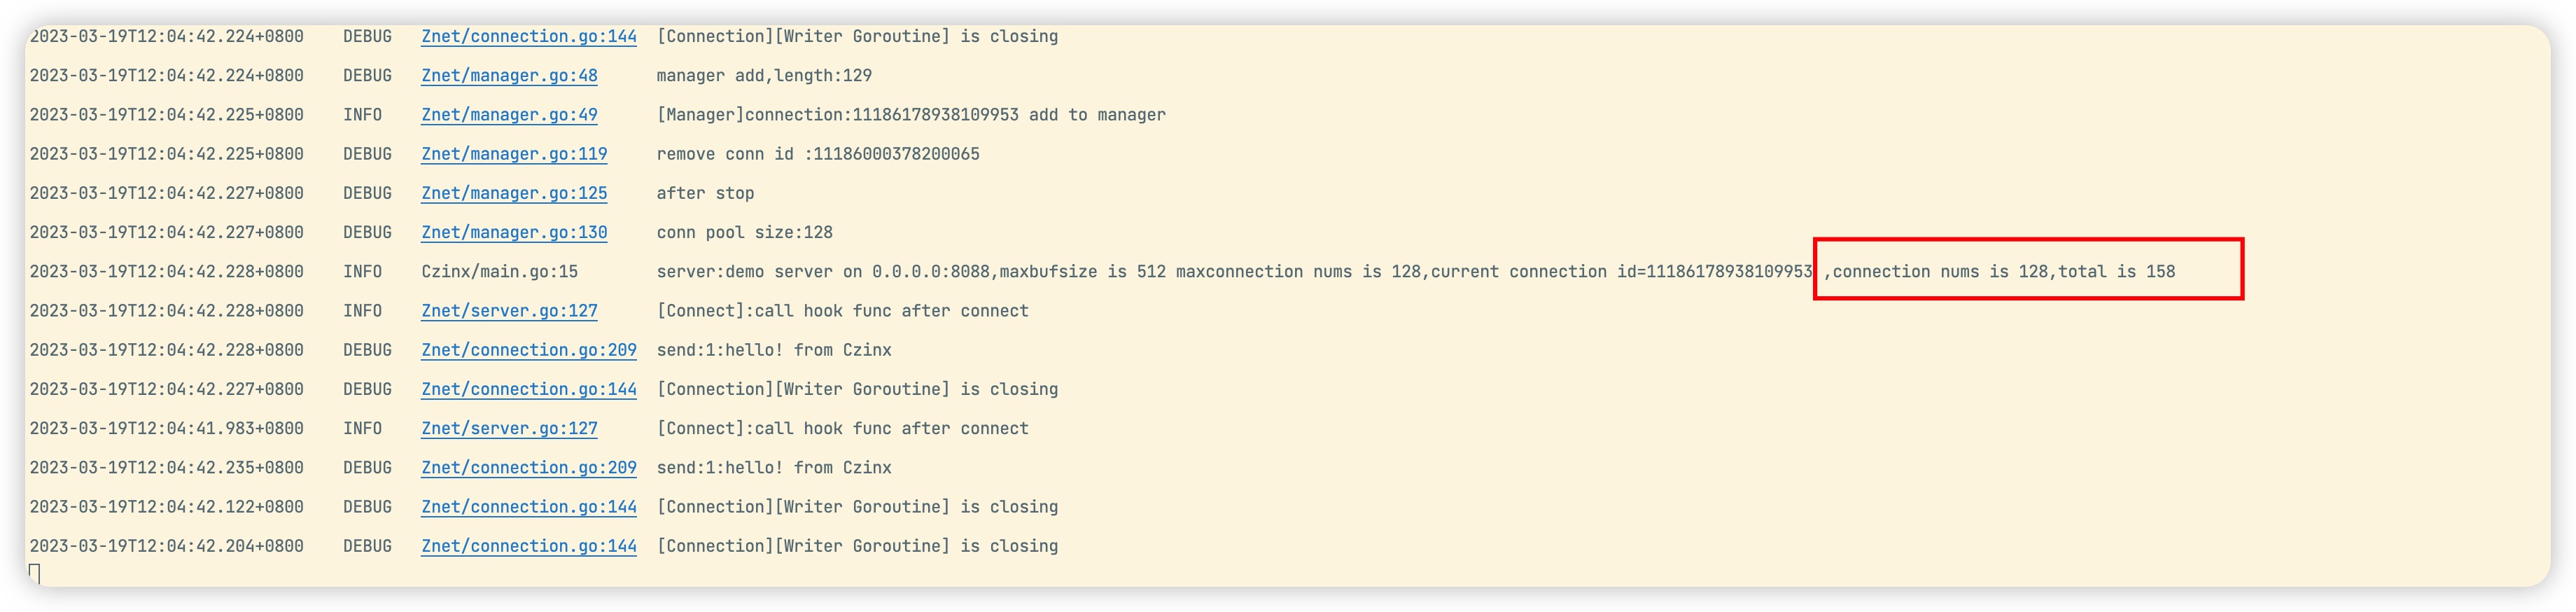 2023-03-19T12:04:42.224+0800 DEBUG Znet/connection.go:144 [Connection][Writer Goroutine] is closing
2023-03-19T12:04:42.224+0800 DEBUG Znet/manager.go:48 manager add,length:129
2023-03-19T12:04:42.225+0800 INFO Znet/manager.go:49 [Manager]connection:11186178938109953 add to manager
2023-03-19T12:04:42.225+0800 DEBUG Znet/manager.go:119 remove conn id :11186000378200065
2023-03-19T12:04:42.227+0800 DEBUG Znet/manager.go:125 after stop
2023-03-19T12:04:42.227+0800 DEBUG Znet/manager.go:130 conn pool size:128
2023-03-19T12:04:42.228+0800 INFO Czinx/main.go:15 server:demo server on 0.0.0.0:8088,maxbufsize is 512 maxconnection nums is 128,current connection id=11186178938109953 ,connection nums is 128,total is 158
2023-03-19T12:04:42.228+0800 INFO Znet/server.go:127 [Connect]:call hook func after connect
2023-03-19T12:04:42.228+0800 DEBUG Znet/connection.go:209 send:1:hello! from Czinx
2023-03-19T12:04:42.227+0800 DEBUG Znet/connection.go:144 [Connection][Writer Goroutine] is closing
2023-03-19T12:04:41.983+0800 INFO Znet/server.go:127 [Connect]:call hook func after connect
2023-03-19T12:04:42.235+0800 DEBUG Znet/connection.go:209 send:1:hello! from Czinx
2023-03-19T12:04:42.122+0800 DEBUG Znet/connection.go:144 [Connection][Writer Goroutine] is closing
2023-03-19T12:04:42.204+0800 DEBUG Znet/connection.go:144 [Connection][Writer Goroutine] is closing